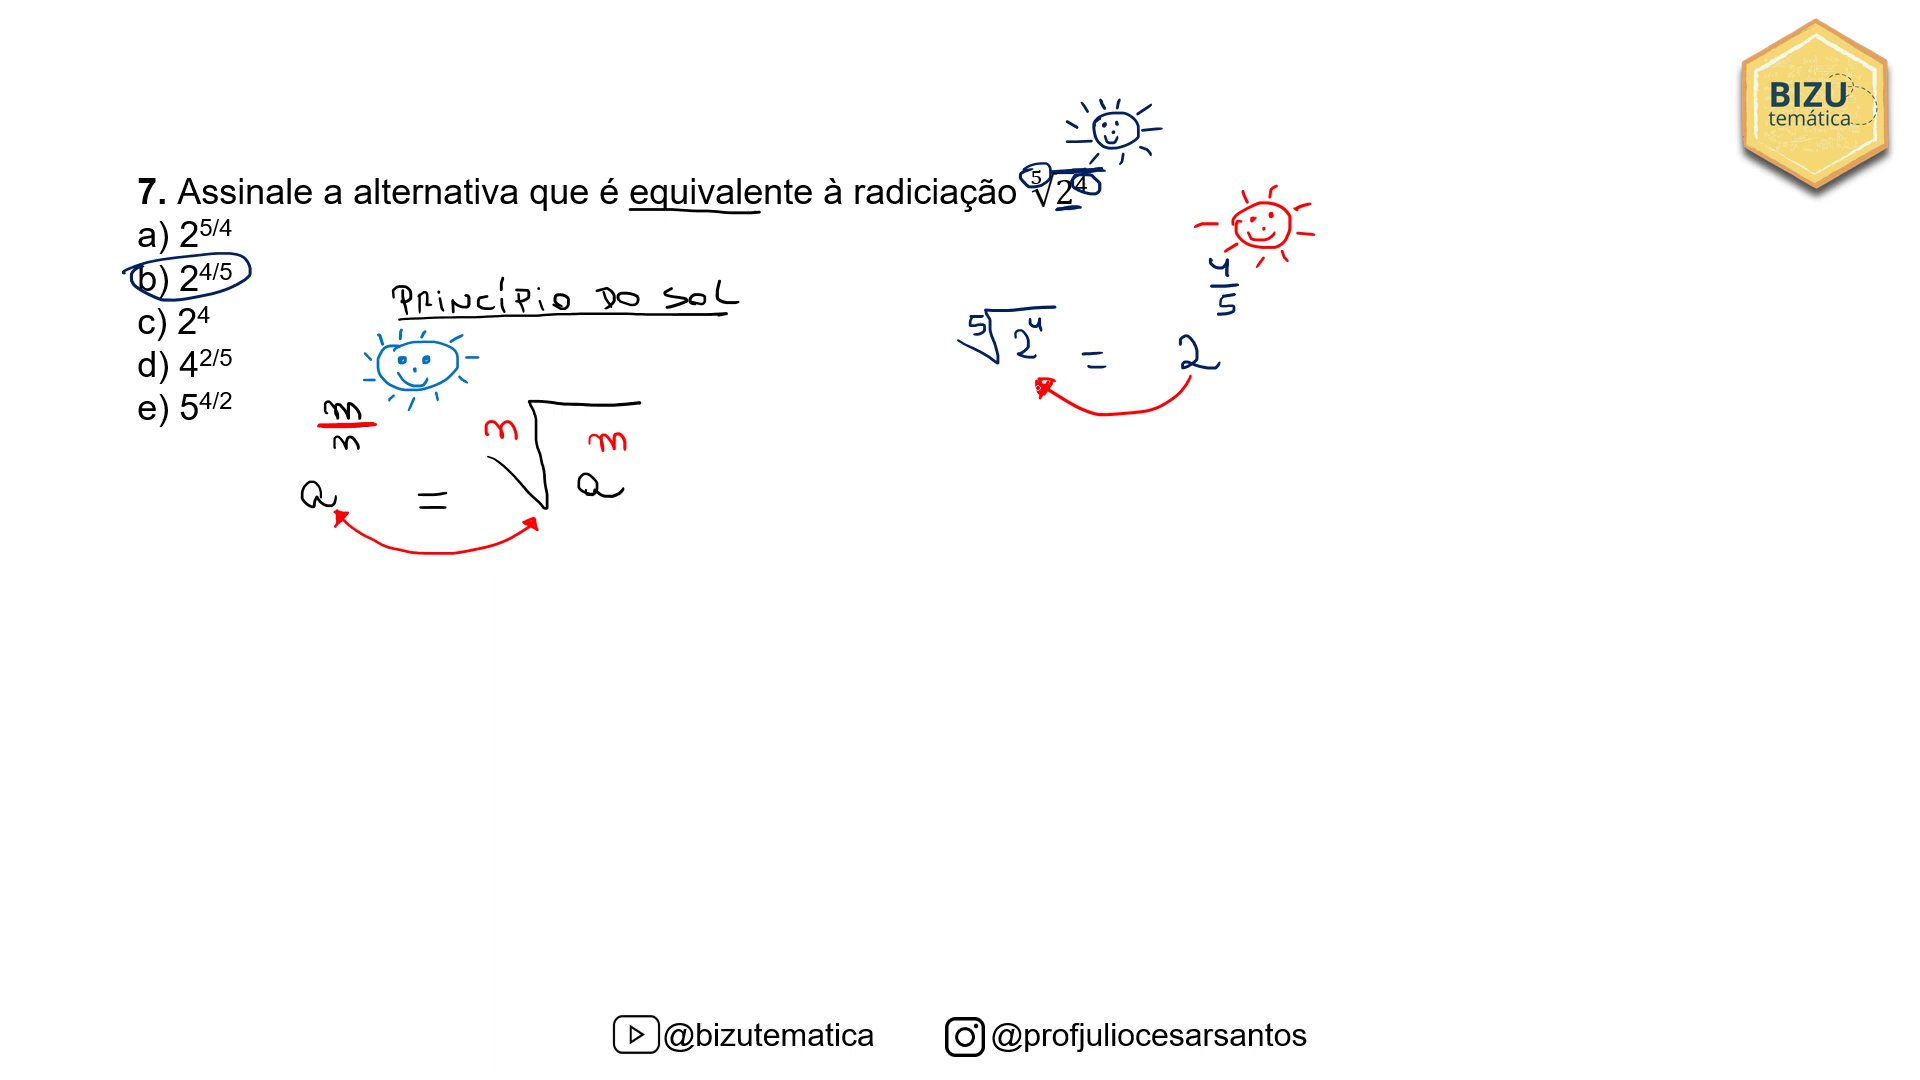 BIZU
temática
7. Assinale a alternativa que é equivalente à radiciação ⁵√2⁴
a) 2^5/4
b) 2^4/5
c) 2^4
d) 4^2/5
e) 5^4/2
PRINCÍPIO DO SOL
a^m/n = ⁿ√a^m
⁵√2⁴ = 2^4/5
@bizutematica @profjuliocesarsantos